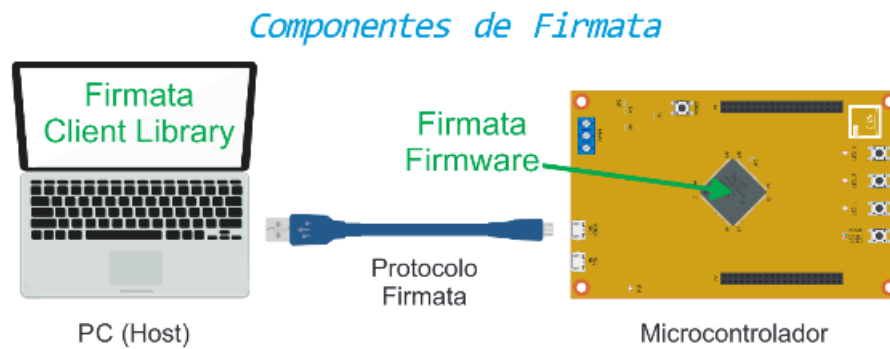 Componentes de Firmata
Firmata
Client Library
Firmata
Firmware
Protocolo
Firmata
PC (Host)
Microcontrolador